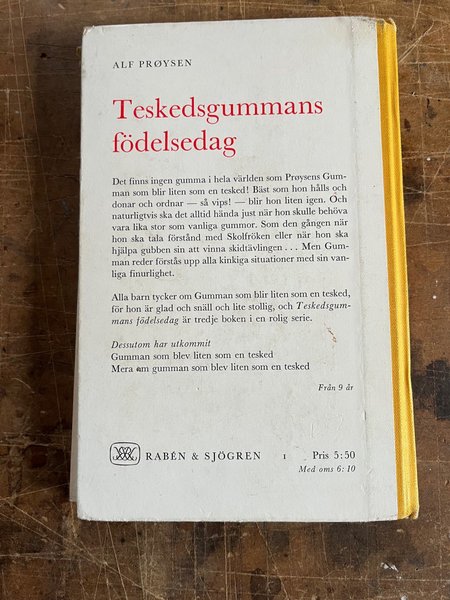 ALF PRØYSEN
Teskedsgummans
födelsedag
Det finns ingen gumma i hela världen som Prøysens Gum-
man som blir liten som en tesked! Bäst som hon hålls och
donar och ordnar — så vips! — blir hon liten igen. Och
naturligtvis ska det alltid hända just när hon skulle behöva
vara lika stor som vanliga gummor. Som den gången när
hon ska tala förstånd med Skolfröken eller när hon ska
hjälpa gubben sin att vinna skidtävlingen . . . Men Gum-
man reder förstås upp alla kinkiga situationer med sin van-
liga finurlighet.
Alla barn tycker om Gumman som blir liten som en tesked,
för hon är glad och snäll och lite stollig, och Teskedsgum-
mans födelsedag är tredje boken i en rolig serie.
Dessutom har utkommit
Gumman som blev liten som en tesked
Mera om gumman som blev liten som en tesked
Från 9 år
RABÉN & SJÖGREN 1 Pris 5:50
Med oms 6:10